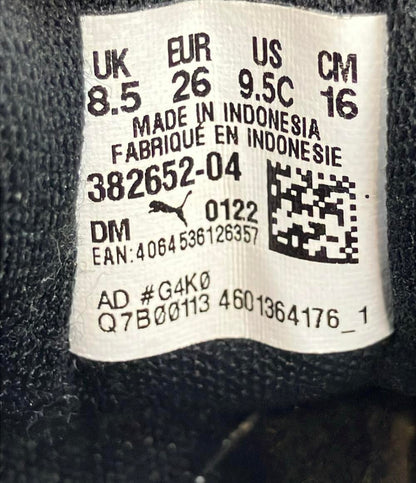 UK EUR US CM
8.5 26 9.5C 16
MADE IN INDONESIA
FABRIQUÉ EN INDONESIE
382652-04
DM 0122
EAN:4064536126357
AD #G4K0
Q7B00113 4601364176_1